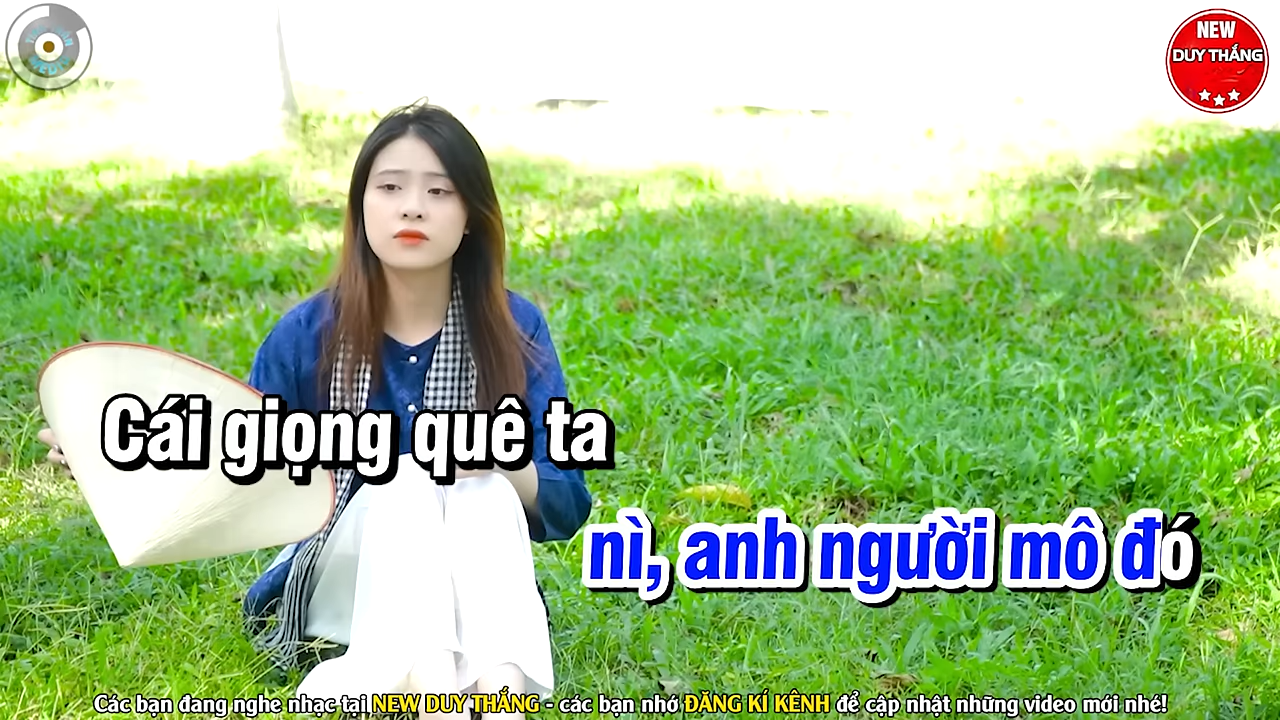 NEW
DUY THẮNG
Cái giọng quê ta
nì, anh người mô đó
Các bạn đang nghe nhạc tại NEW DUY THẮNG - các bạn nhớ ĐĂNG KÍ KÊNH để cập nhật những video mới nhé!